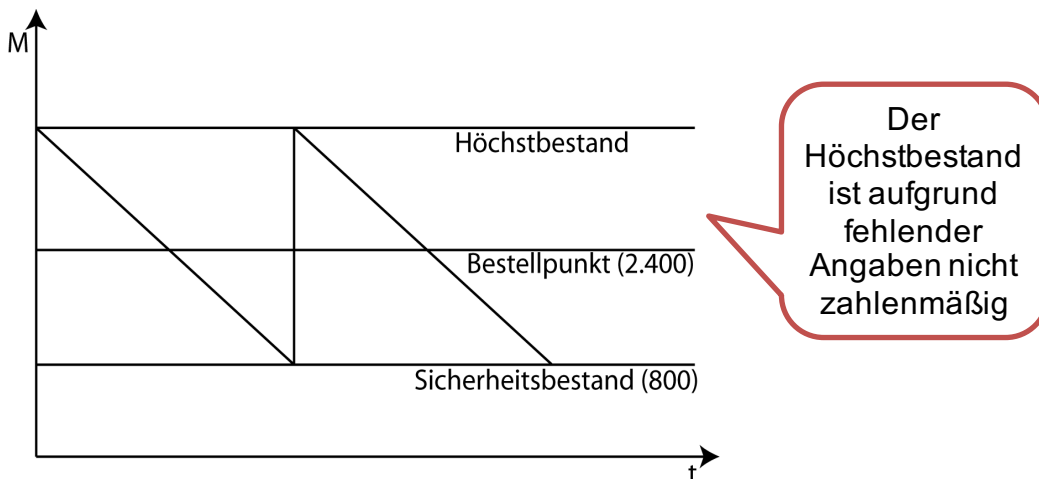 M
Höchstbestand
Bestellpunkt (2.400)
Sicherheitsbestand (800)
t
Der
Höchstbestand
ist aufgrund
fehlender
Angaben nicht
zahlenmäßig